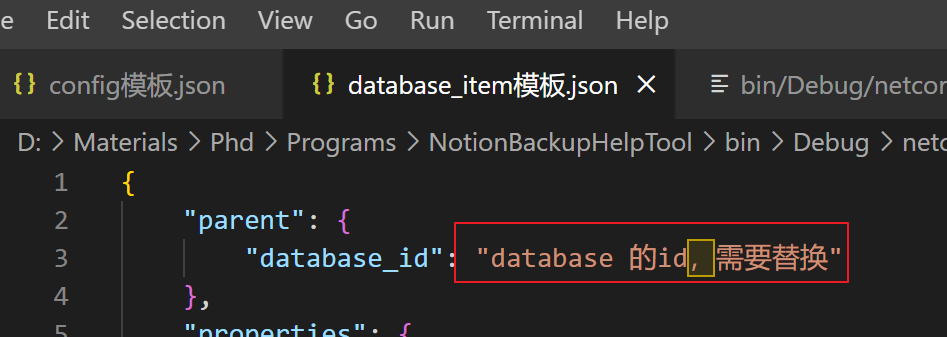 e Edit Selection View Go Run Terminal Help
{} config模板.json {} database_item模板.json × bin/Debug/netcor
D: > Materials > Phd > Programs > NotionBackupHelpTool > bin > Debug > netc
1 {
2 "parent": {
3 "database_id": "database 的id，需要替换"
4 },
5 "properties": {